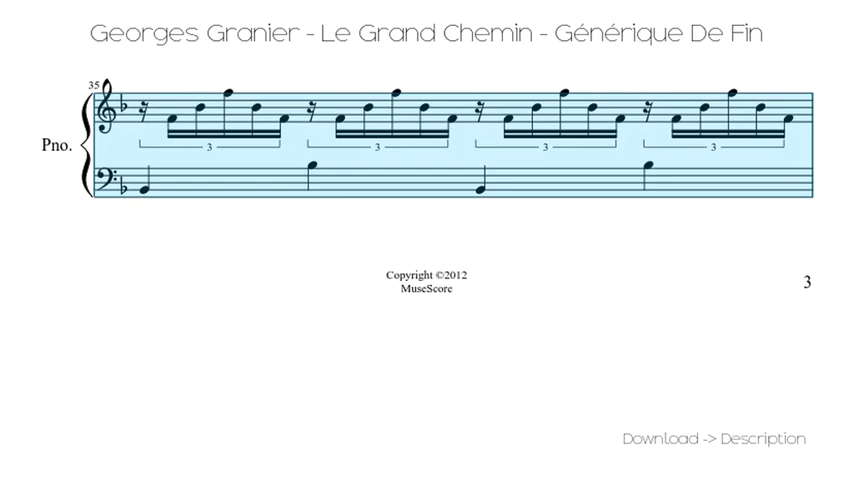 Georges Granier - Le Grand Chemin - Générique De Fin
35
Pno.
3 3 3 3
Copyright ©2012
MuseScore
3
Download -> Description